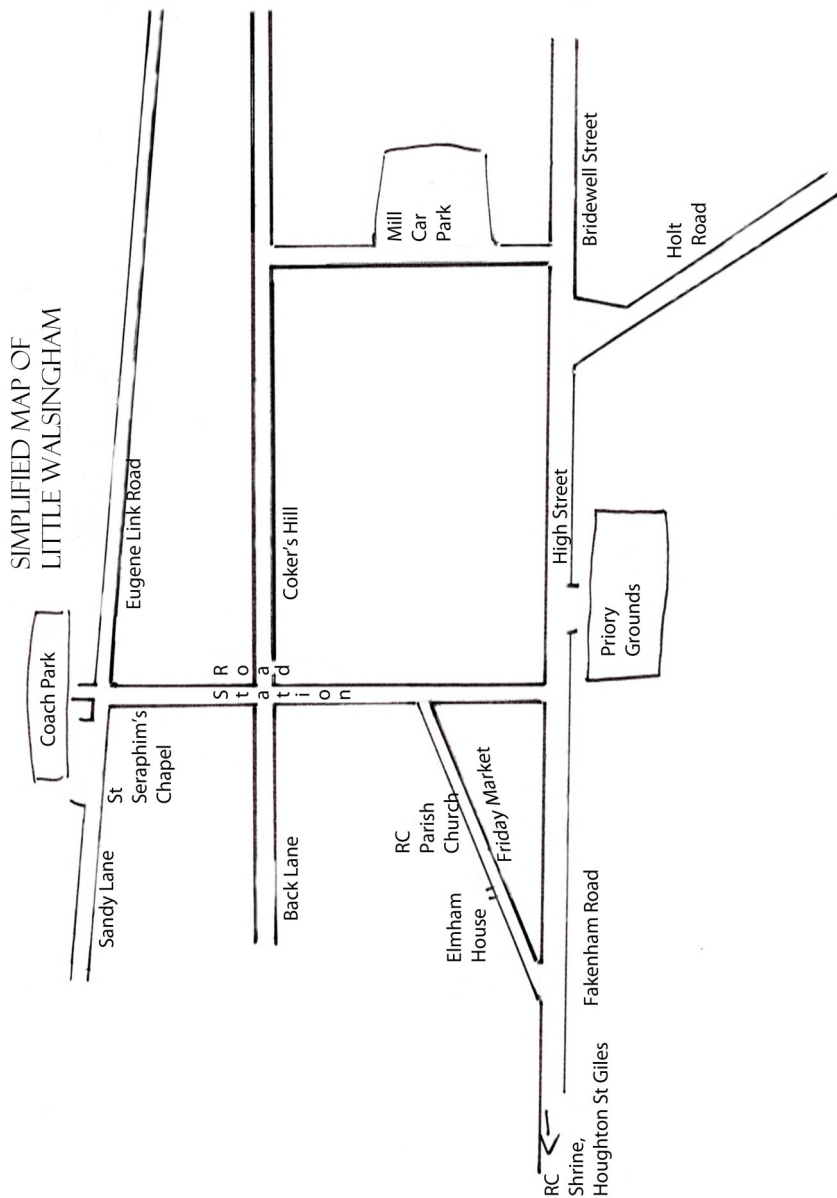 SIMPLIFIED MAP OF
LITTLE WALSINGHAM
Coach Park
Sandy Lane
St
Seraphim's
Chapel
Eugene Link Road
Station
Road
Back Lane
Coker's Hill
Mill
Car
Park
RC
Parish
Church
Elmham
House
Friday Market
RC
Shrine,
Houghton St Giles
Fakenham Road
High Street
Priory
Grounds
Bridewell Street
Holt
Road